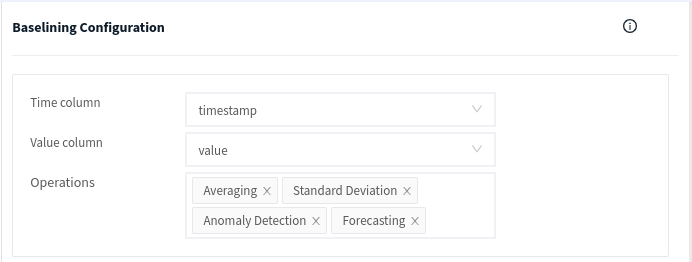 Baselining Configuration
Time column
timestamp
Value column
value
Operations
Averaging
Standard Deviation
Anomaly Detection
Forecasting